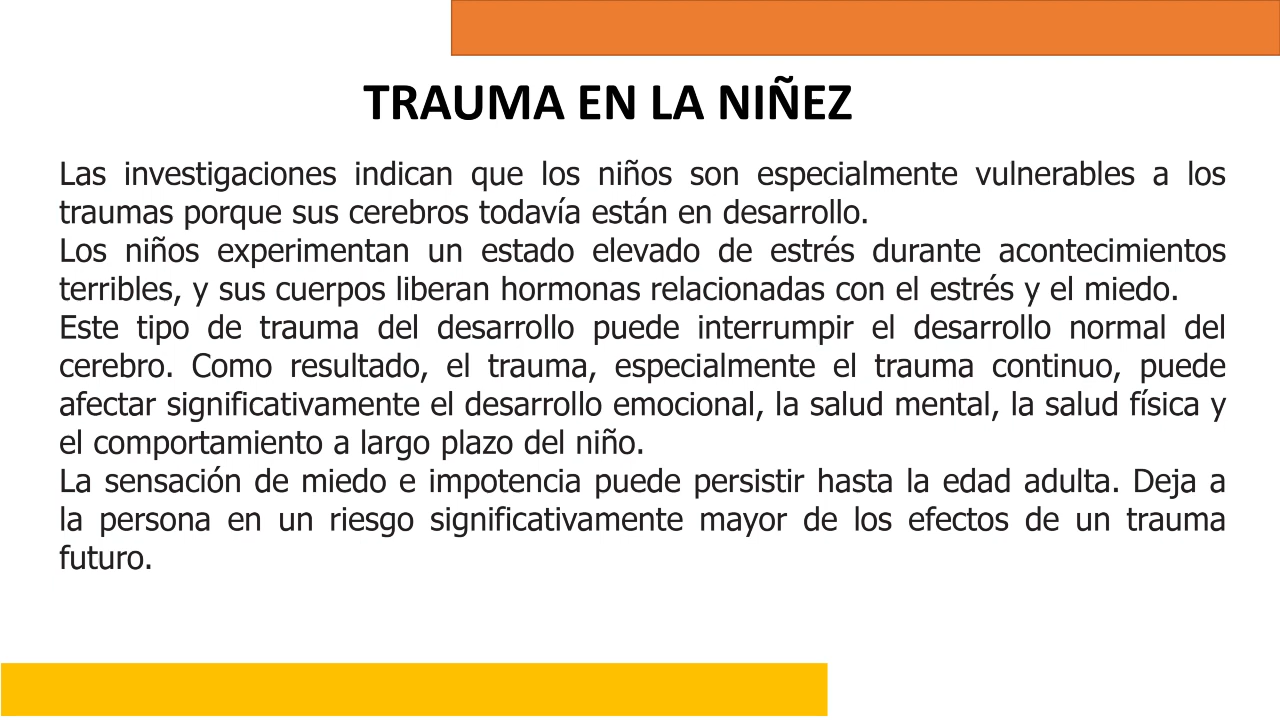 TRAUMA EN LA NIÑEZ
Las investigaciones indican que los niños son especialmente vulnerables a los
traumas porque sus cerebros todavía están en desarrollo.
Los niños experimentan un estado elevado de estrés durante acontecimientos
terribles, y sus cuerpos liberan hormonas relacionadas con el estrés y el miedo.
Este tipo de trauma del desarrollo puede interrumpir el desarrollo normal del
cerebro. Como resultado, el trauma, especialmente el trauma continuo, puede
afectar significativamente el desarrollo emocional, la salud mental, la salud física y
el comportamiento a largo plazo del niño.
La sensación de miedo e impotencia puede persistir hasta la edad adulta. Deja a
la persona en un riesgo significativamente mayor de los efectos de un trauma
futuro.